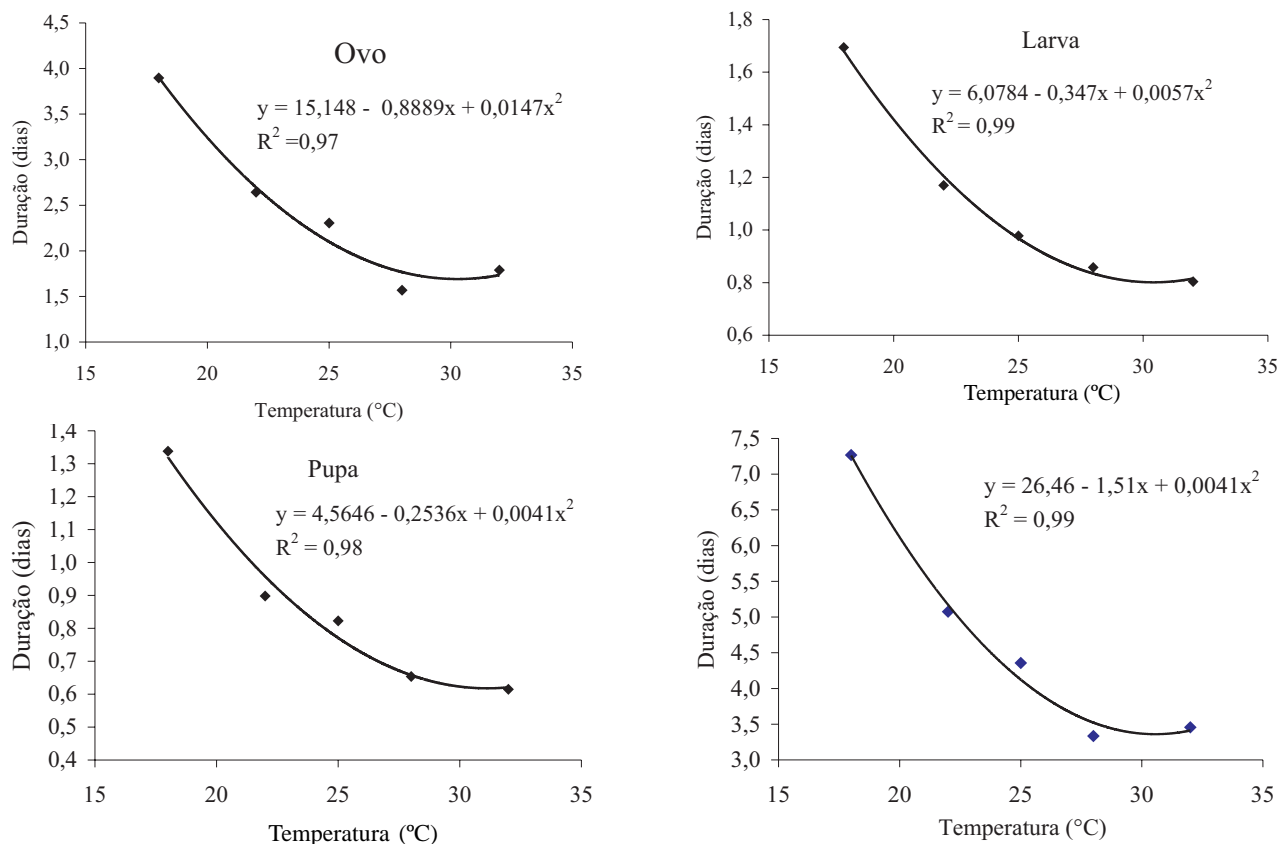 Ovo
y = 15,148 - 0,8889x + 0,0147x²
R² =0,97
Duração (dias)
4,5
4,0
3,5
3,0
2,5
2,0
1,5
1,0
15 20 25 30 35
Temperatura (°C)
Larva
y = 6,0784 - 0,347x + 0,0057x²
R² = 0,99
Duração (dias)
1,8
1,6
1,4
1,2
1,0
0,8
0,6
15 20 25 30 35
Temperatura (ºC)
Pupa
y = 4,5646 - 0,2536x + 0,0041x²
R² = 0,98
Duração (dias)
1,4
1,3
1,2
1,1
1,0
0,9
0,8
0,7
0,6
0,5
0,4
15 20 25 30 35
Temperatura (ºC)
y = 26,46 - 1,51x + 0,0041x²
R² = 0,99
Duração (dias)
7,5
7,0
6,5
6,0
5,5
5,0
4,5
4,0
3,5
3,0
15 20 25 30 35
Temperatura (°C)